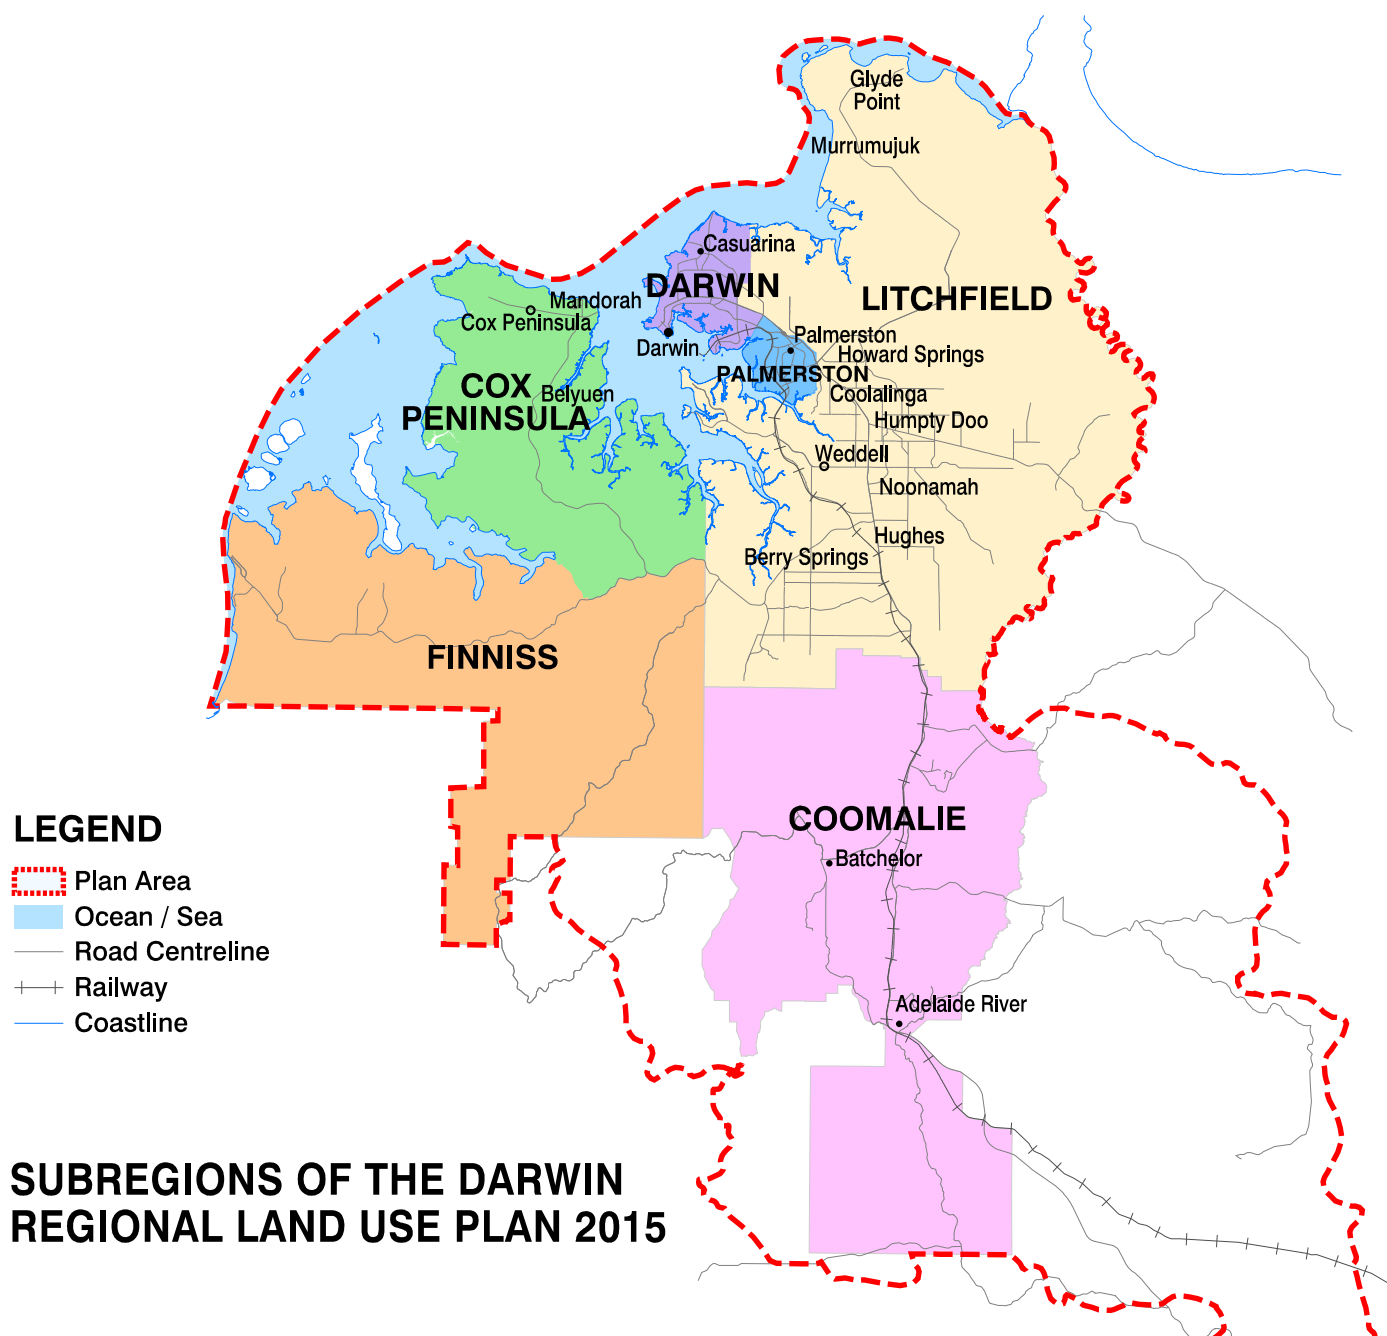 Glyde
Point
Murrumujuk
Casuarina
DARWIN
LITCHFIELD
Mandorah
Cox Peninsula
Darwin
Palmerston
Howard Springs
PALMERSTON
COX
PENINSULA
Belyuen
Coolalinga
Humpty Doo
Weddell
Noonamah
Hughes
Berry Springs
FINNISS
COOMALIE
Batchelor
Adelaide River
LEGEND
Plan Area
Ocean / Sea
Road Centreline
Railway
Coastline
SUBREGIONS OF THE DARWIN
REGIONAL LAND USE PLAN 2015